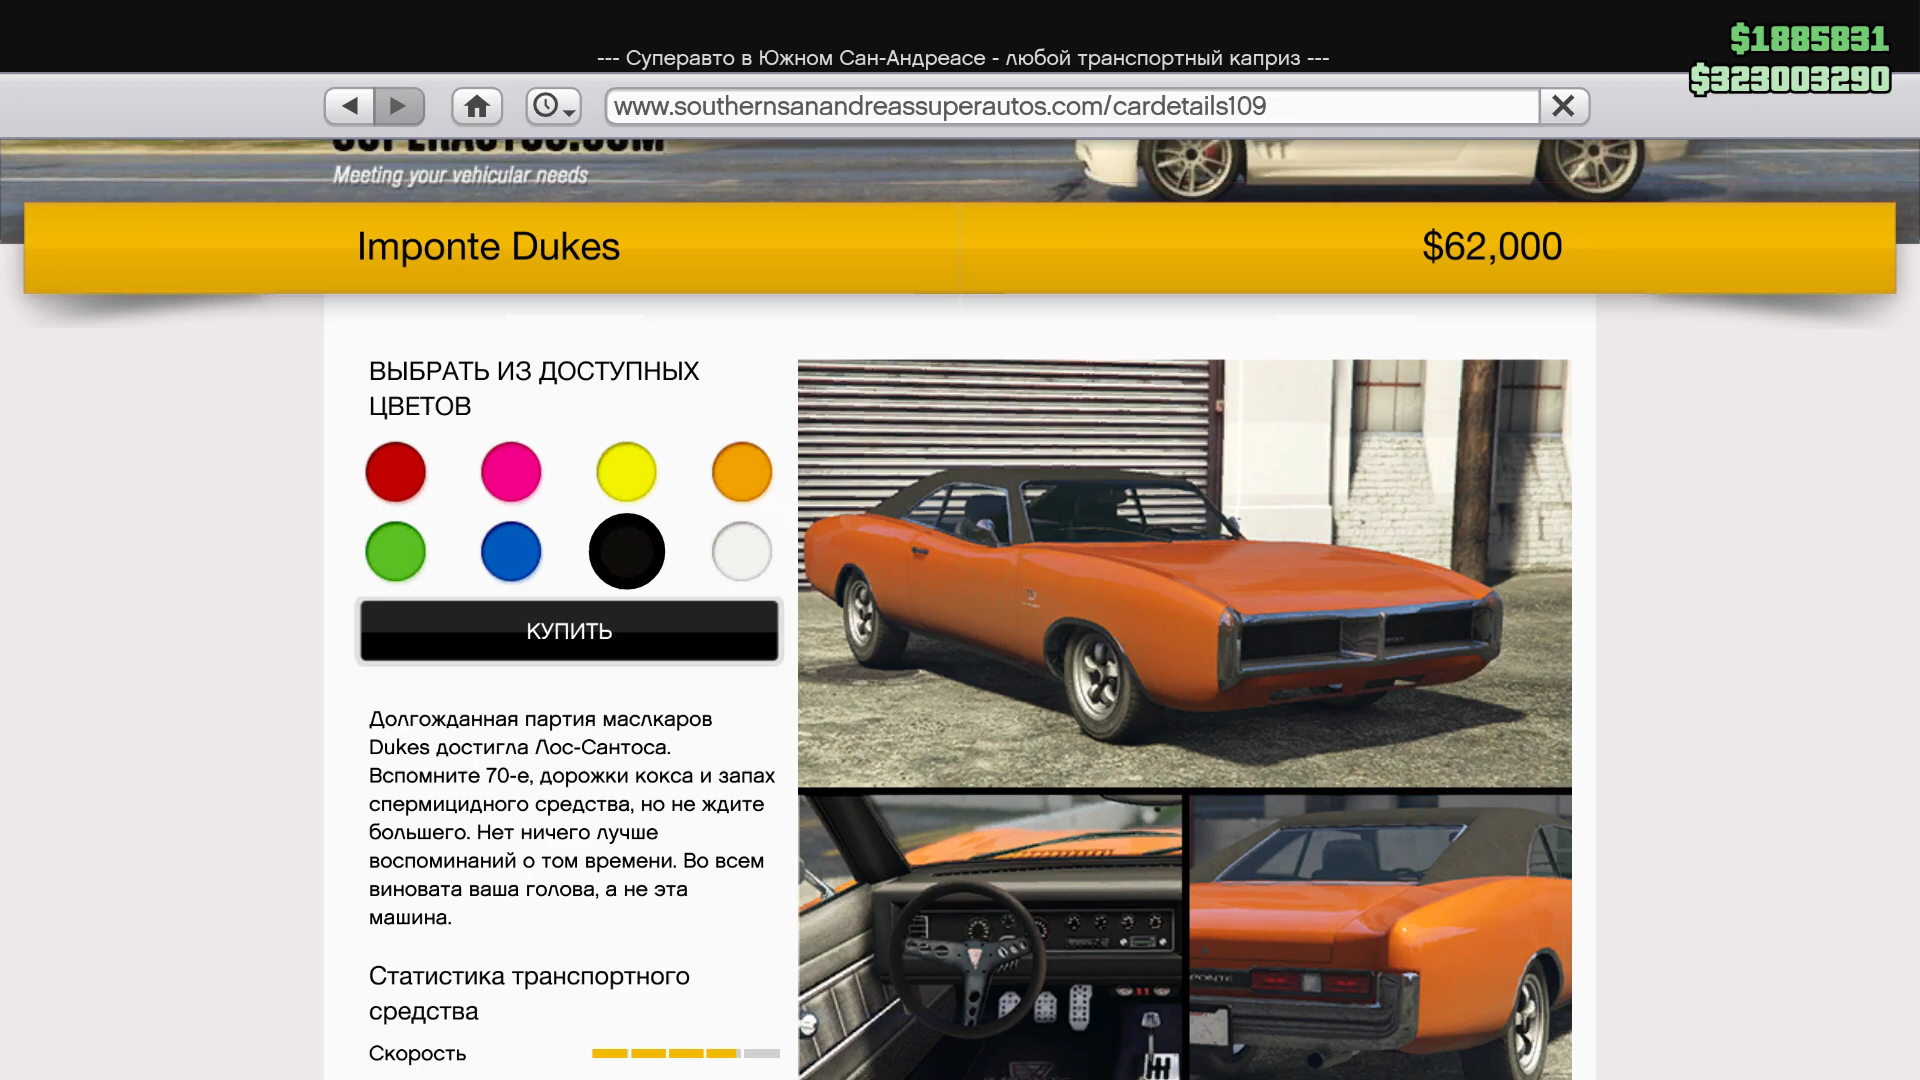 $1885831
--- Суперавто в Южном Сан-Андреасе - любой транспортный каприз ---
$323003290
www.southernsanandreassuperautos.com/cardetails109
SUPERAUTOS.COM
Meeting your vehicular needs
Imponte Dukes
$62,000
ВЫБРАТЬ ИЗ ДОСТУПНЫХ
ЦВЕТОВ
КУПИТЬ
Долгожданная партия маслкаров
Dukes достигла Лос-Сантоса.
Вспомните 70-е, дорожки кокса и запах
спермицидного средства, но не ждите
большего. Нет ничего лучше
воспоминаний о том времени. Во всем
виновата ваша голова, а не эта
машина.
Статистика транспортного
средства
Скорость